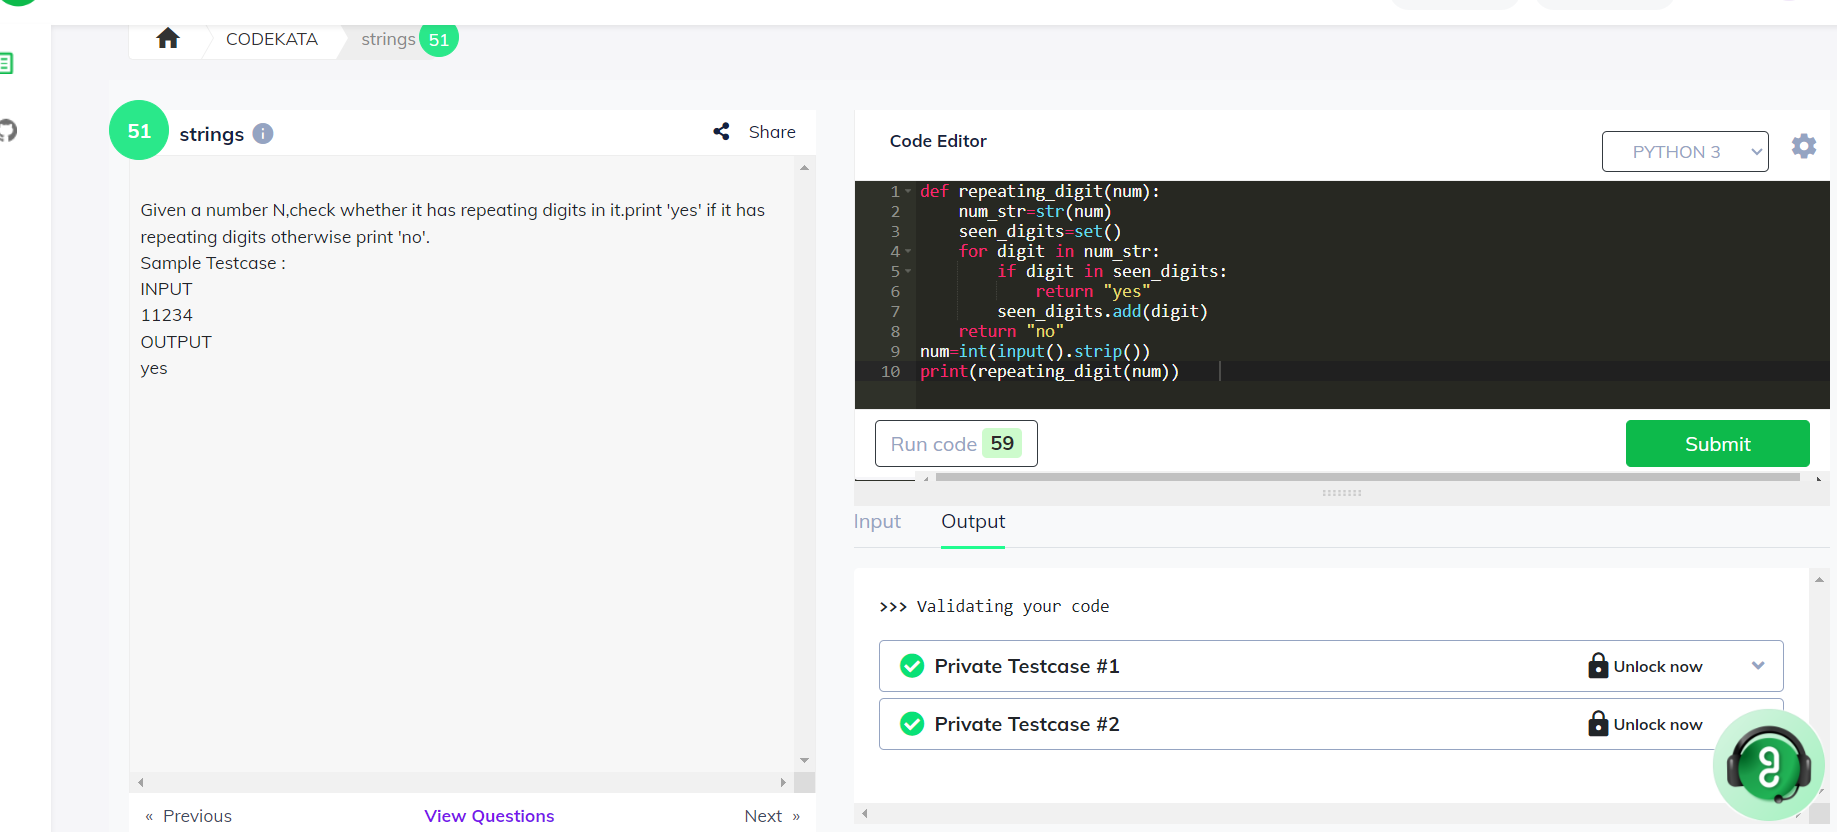 CODEKATA
strings 51
51
strings
Share
Given a number N,check whether it has repeating digits in it.print 'yes' if it has
repeating digits otherwise print 'no'.
Sample Testcase :
INPUT
11234
OUTPUT
yes
« Previous
View Questions
Next »
Code Editor
PYTHON 3
1 def repeating_digit(num):
2     num_str=str(num)
3     seen_digits=set()
4     for digit in num_str:
5         if digit in seen_digits:
6             return "yes"
7         seen_digits.add(digit)
8     return "no"
9 num=int(input().strip())
10 print(repeating_digit(num))
Run code 59
Submit
Input
Output
>>> Validating your code
Private Testcase #1
Unlock now
Private Testcase #2
Unlock now